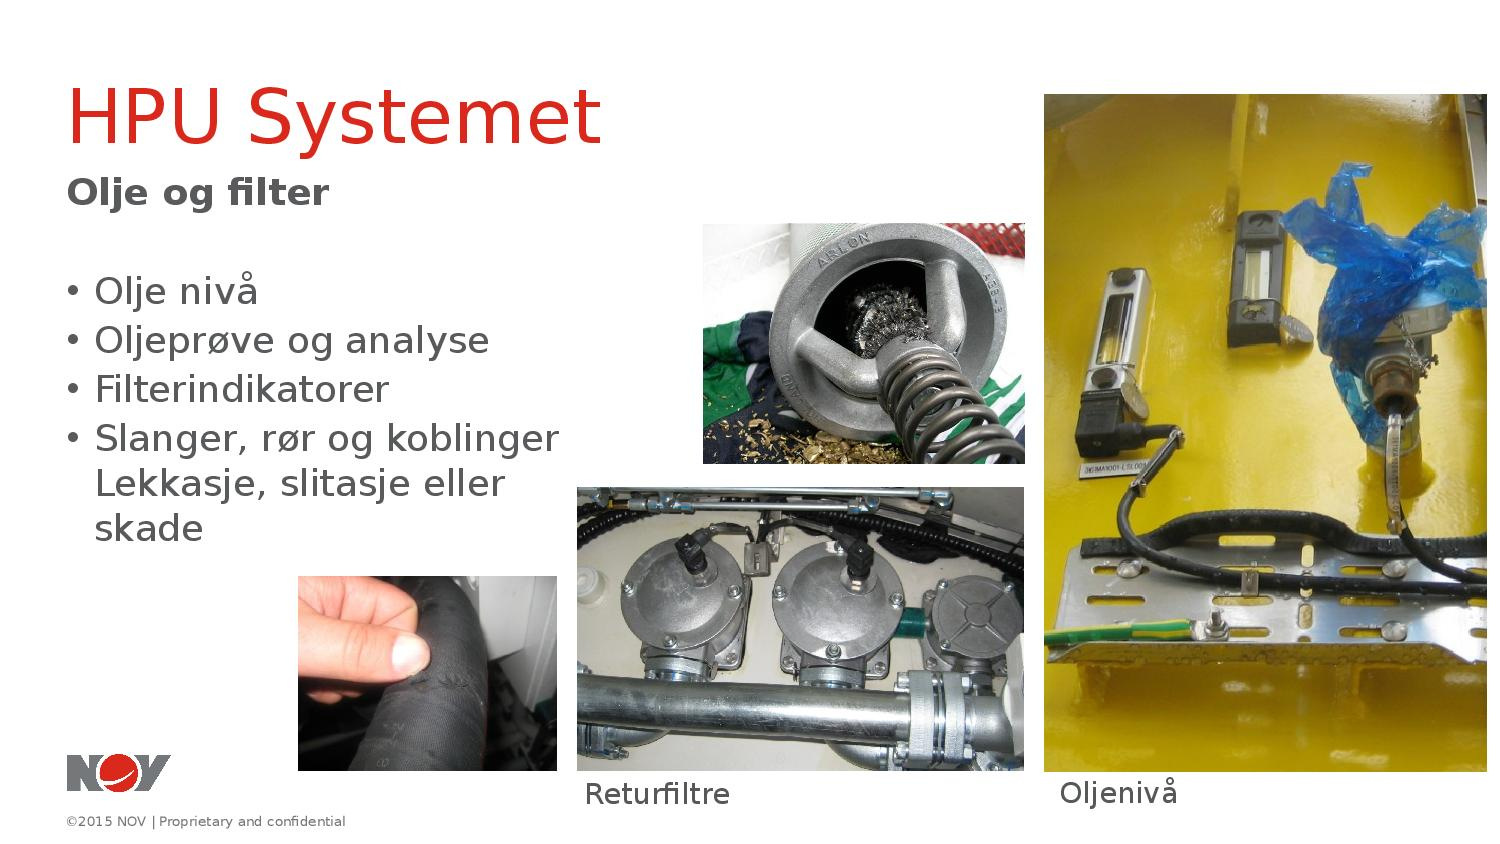 HPU Systemet
Olje og filter
• Olje nivå
• Oljeprøve og analyse
• Filterindikatorer
• Slanger, rør og koblinger
Lekkasje, slitasje eller
skade
ARLON
Returfiltre
Oljenivå
NOV
©2015 NOV | Proprietary and confidential